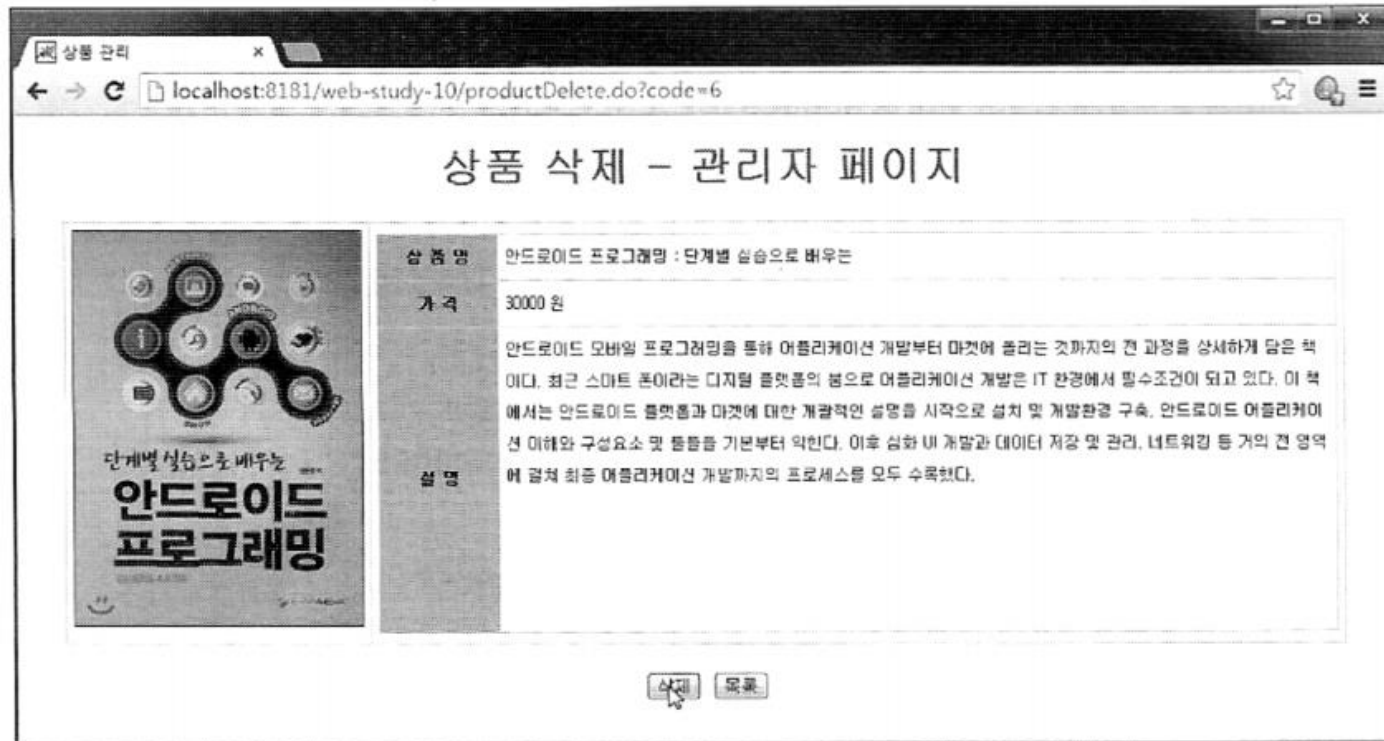 상품 관리
localhost:8181/web-study-10/productDelete.do?code=6
상품 삭제 – 관리자 페이지
상 품 명
안드로이드 프로그래밍 : 단계별 실습으로 배우는
가 격
30000 원
설 명
안드로이드 모바일 프로그래밍을 통해 어플리케이션 개발부터 마켓에 올리는 것까지의 전 과정을 상세하게 담은 책
이다. 최근 스마트 폰이라는 디지털 플랫폼의 붐으로 어플리케이션 개발은 IT 환경에서 필수조건이 되고 있다. 이 책
에서는 안드로이드 플랫폼과 마켓에 대한 개괄적인 설명을 시작으로 설치 및 개발환경 구축, 안드로이드 어플리케이
션 이해와 구성요소 및 툴들을 기본부터 익힌다. 이후 심화 UI 개발과 데이터 저장 및 관리, 네트워킹 등 거의 전 영역
에 걸쳐 최종 어플리케이션 개발까지의 프로세스를 모두 수록했다.
단계별 실습으로 배우는
안드로이드
프로그래밍
삭제
목록